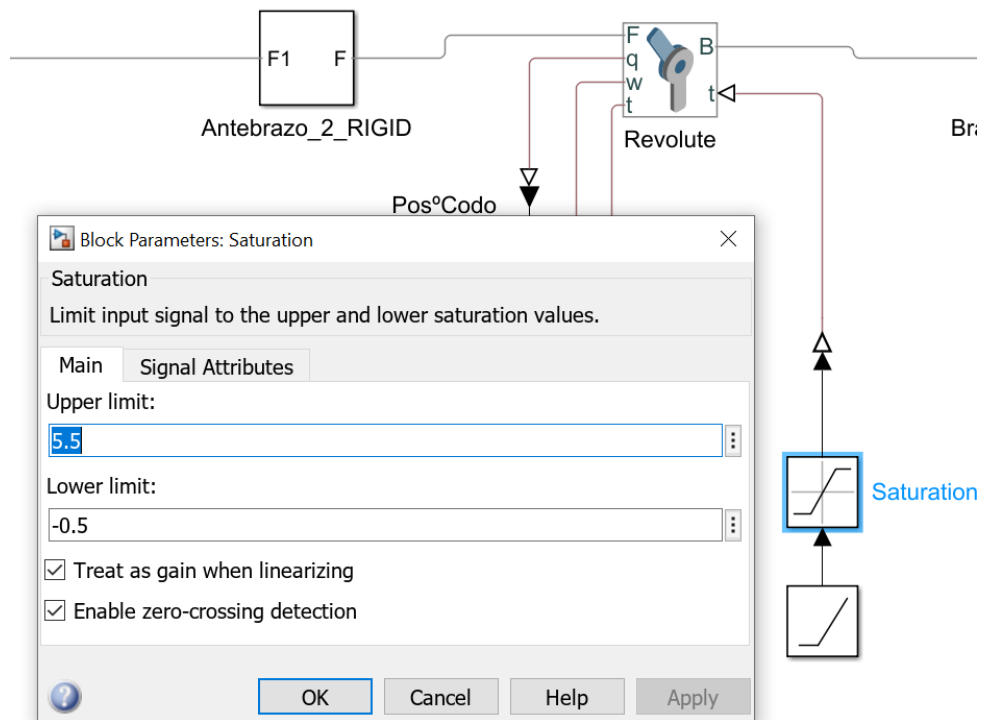 F1 F
Antebrazo_2_RIGID
F
q
w
t
B
t
Revolute
Bra
PosºCodo
Block Parameters: Saturation
Saturation
Limit input signal to the upper and lower saturation values.
Main Signal Attributes
Upper limit:
5.5
Lower limit:
-0.5
Treat as gain when linearizing
Enable zero-crossing detection
OK Cancel Help Apply
Saturation